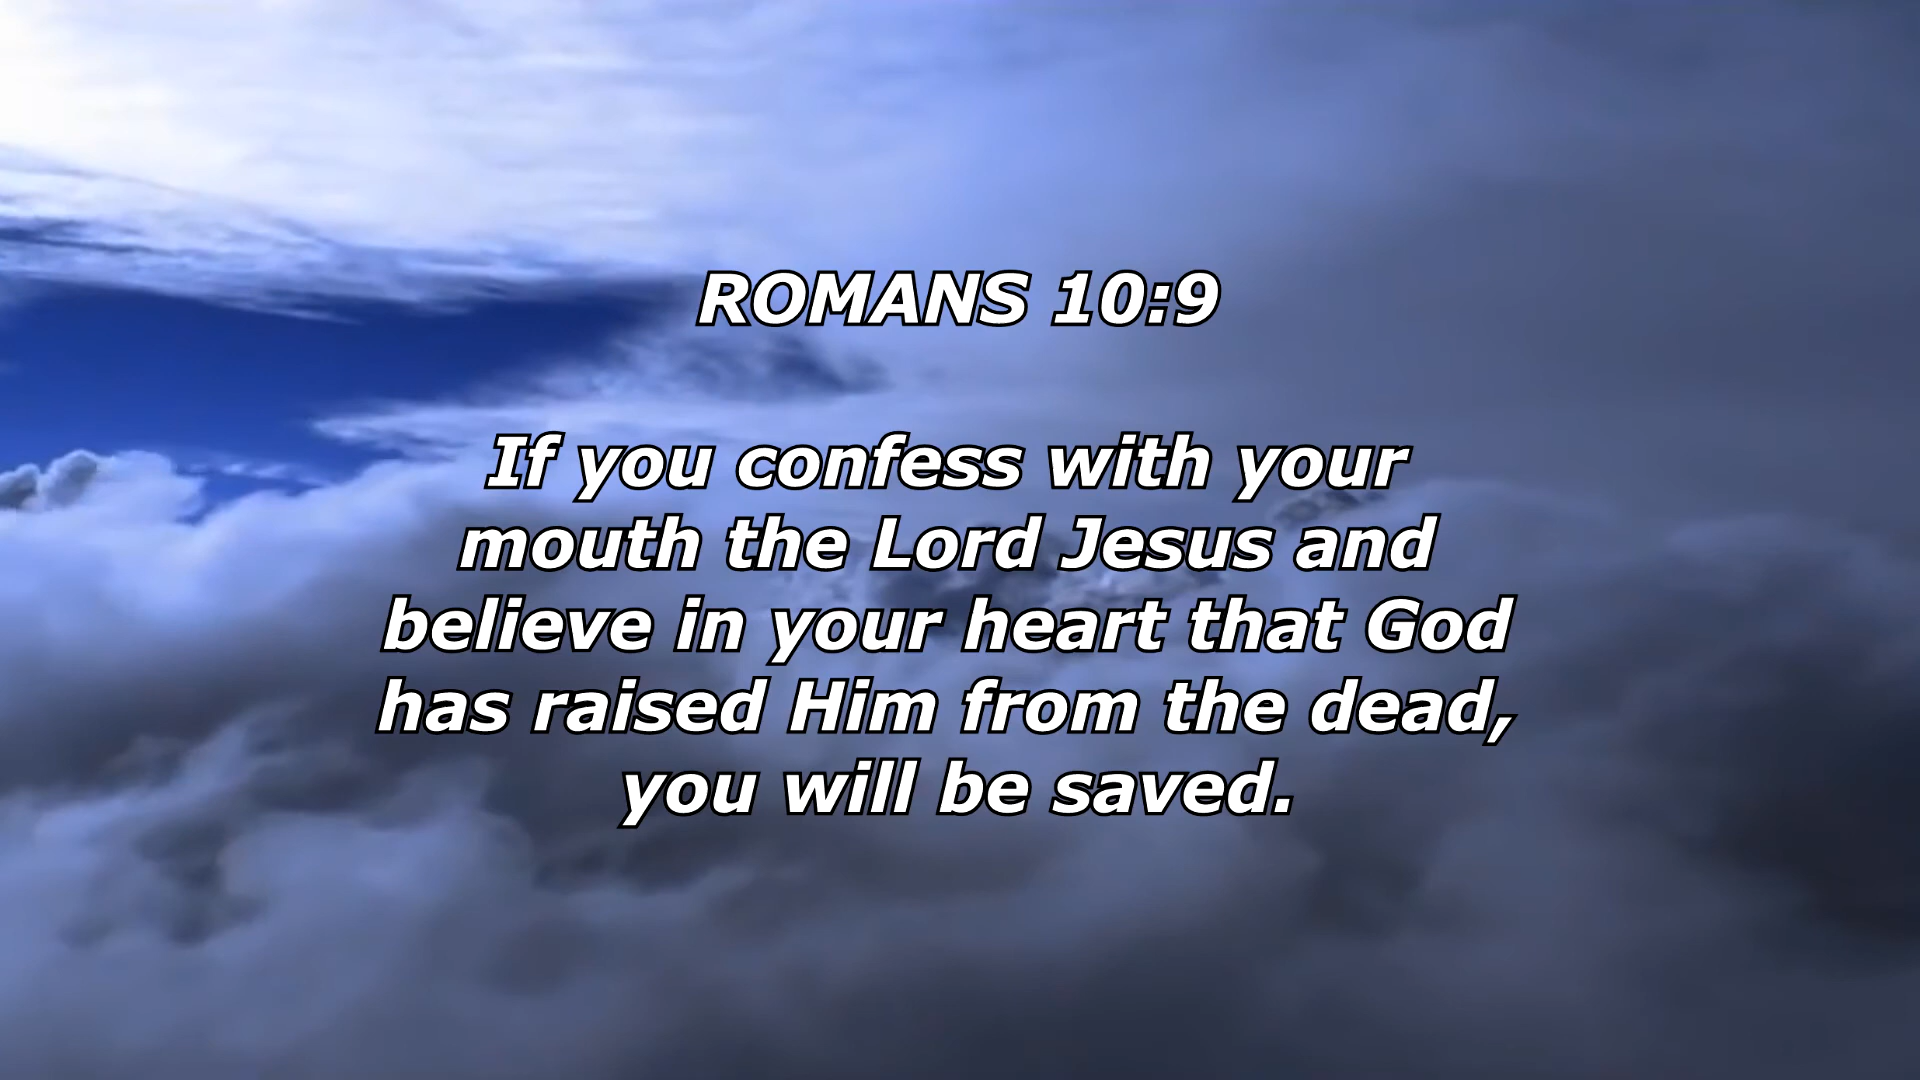 ROMANS 10:9
If you confess with your
mouth the Lord Jesus and
believe in your heart that God
has raised Him from the dead,
you will be saved.